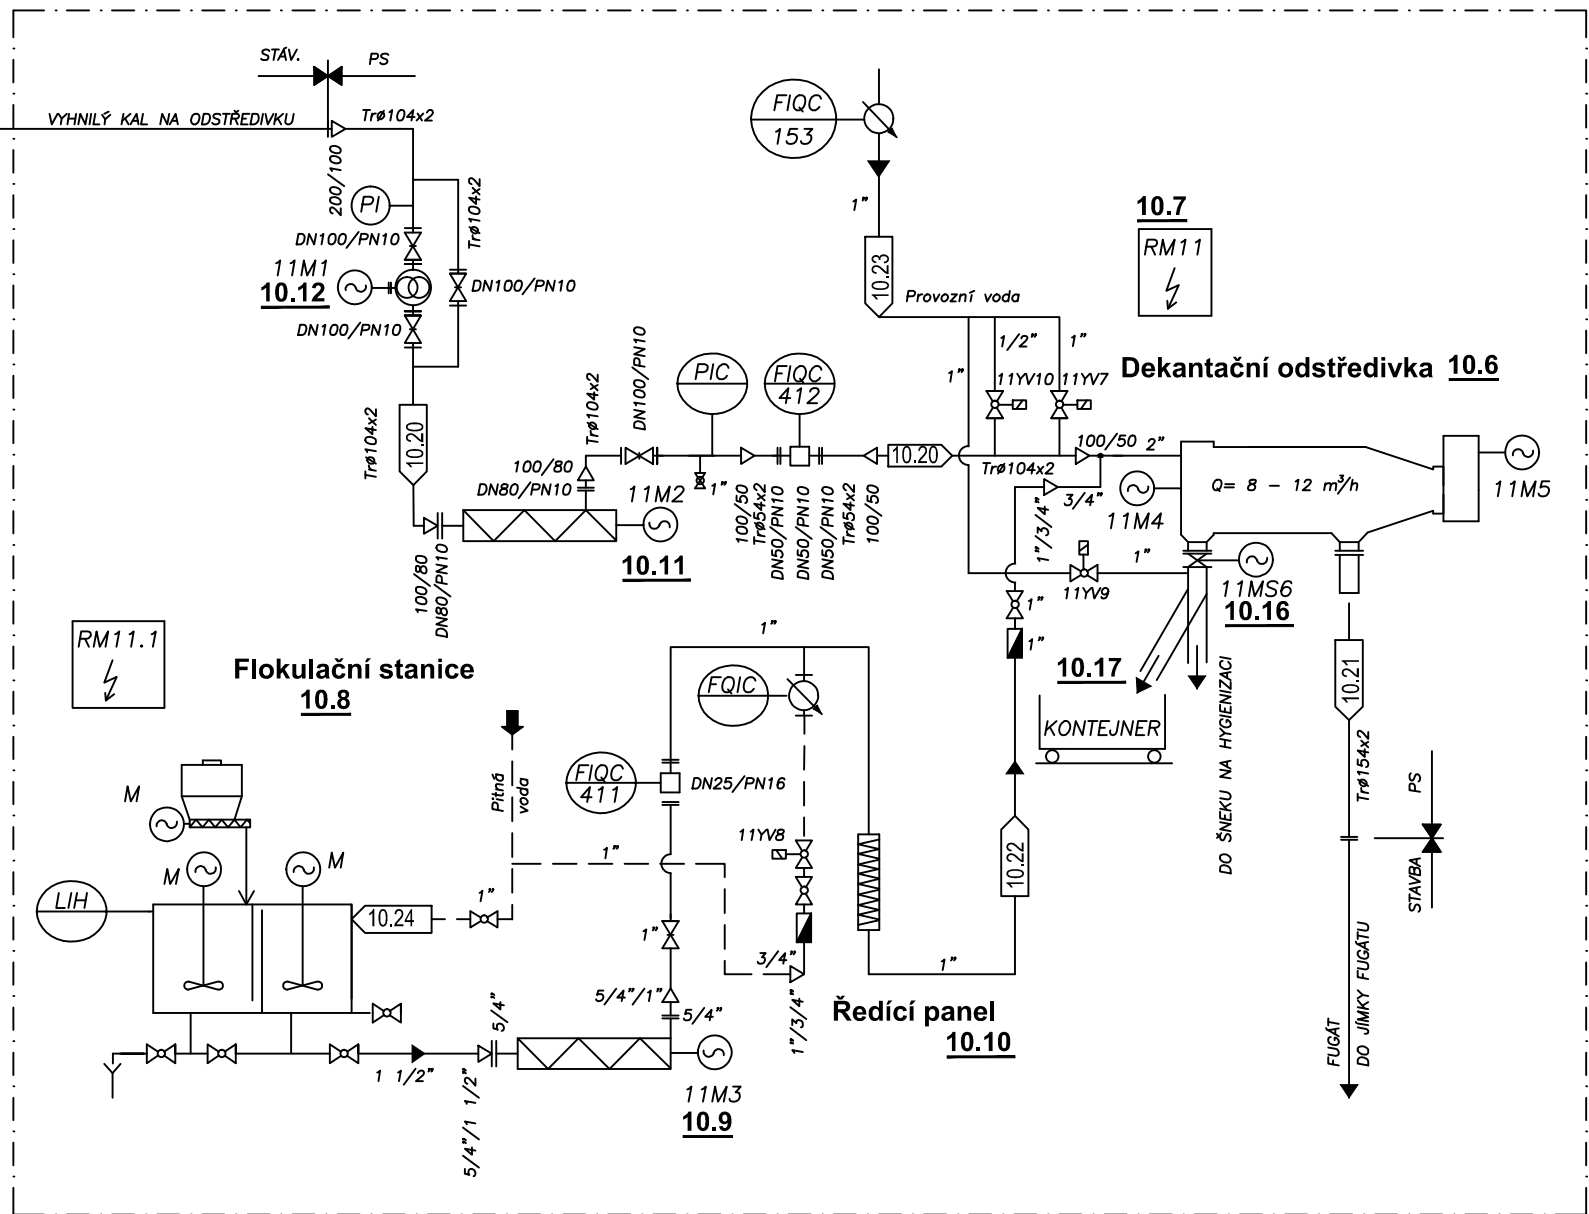 STÁV.
PS
VYHNILÝ KAL NA ODSTŘEDIVKU
Trø104x2
200/100
PI
Trø104x2
DN100/PN10
11M1
10.12
DN100/PN10
DN100/PN10
Trø104x2
10.20
100/80
DN80/PN10
100/80
DN80/PN10
Trø104x2
DN100/PN10
11M2
10.11
PIC
1"
FIQC
412
100/50
Trø54x2
DN50/PN10
DN50/PN10
DN50/PN10
Trø54x2
100/50
10.20
FIQC
153
1"
10.23
Provozní voda
1"
1/2"
1"
11YV10
11YV7
Trø104x2
100/50
2"
3/4"
1"/3/4"
10.7
RM11
Dekantační odstředivka 10.6
Q= 8 – 12 m³/h
11M4
11M5
1"
11YV9
11MS6
10.16
1"
1"
10.17
KONTEJNER
DO ŠNEKU NA HYGIENIZACI
10.21
Trø154x2
PS
STAVBA
FUGÁT
DO JÍMKY FUGÁTU
RM11.1
Flokulační stanice
10.8
M
M
M
LIH
10.24
1"
Pitná
voda
1"
FIQC
411
DN25/PN16
1"
FQIC
11YV8
3/4"
1"/3/4"
1"
10.22
1"
5/4"/1"
5/4"
Ředící panel
10.10
11M3
10.9
1 1/2"
5/4"
5/4"/1 1/2"